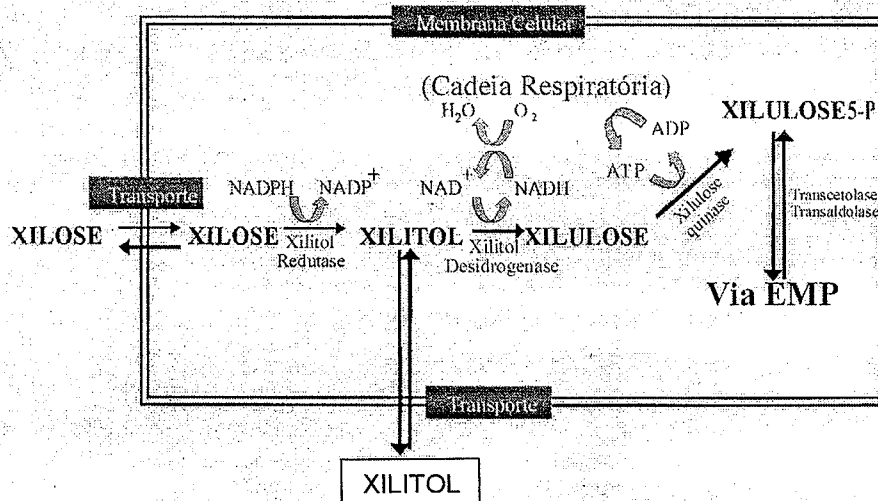 Membrana Celular
(Cadeia Respiratória)
H₂O O₂
XILULOSE5-P
ADP
ATP
NADPH NADP+
NAD+ NADH
Transporte
Xilulose
quinase
Transcetolase
Transaldolase
XILOSE XILOSE XILITOL XILULOSE
Xilitol
Redutase
Xilitol
Desidrogenase
Via EMP
Transporte
XILITOL